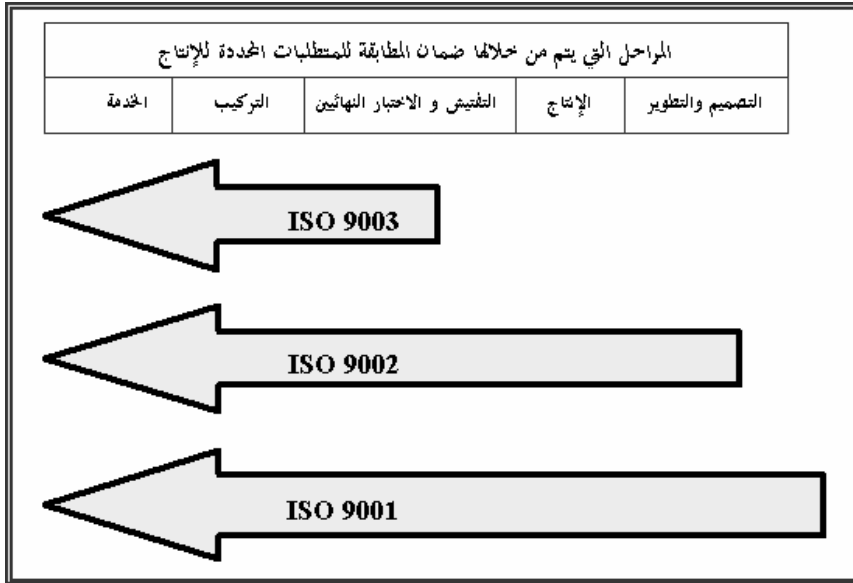 المراحل التي يتم من خلالها ضمان المطابقة للمتطلبات المحددة للإنتاج
التصميم والتطوير الإنتاج التفتيش و الاختبار النهائيين التركيب الخدمة
ISO 9003
ISO 9002
ISO 9001